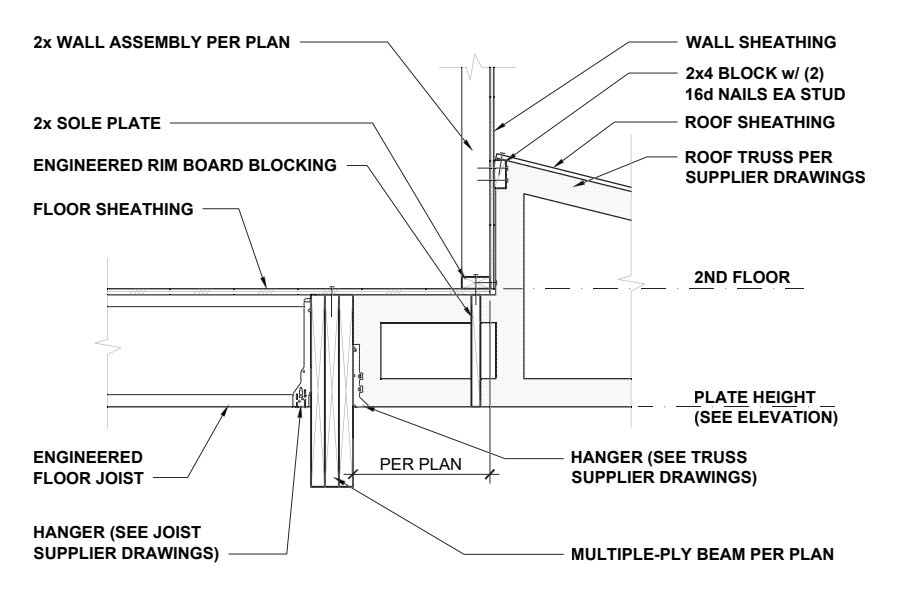 2x WALL ASSEMBLY PER PLAN
2x SOLE PLATE
ENGINEERED RIM BOARD BLOCKING
FLOOR SHEATHING
WALL SHEATHING
2x4 BLOCK w/ (2)
16d NAILS EA STUD
ROOF SHEATHING
ROOF TRUSS PER
SUPPLIER DRAWINGS
2ND FLOOR
PLATE HEIGHT
(SEE ELEVATION)
ENGINEERED
FLOOR JOIST
PER PLAN
HANGER (SEE TRUSS
SUPPLIER DRAWINGS)
HANGER (SEE JOIST
SUPPLIER DRAWINGS)
MULTIPLE-PLY BEAM PER PLAN